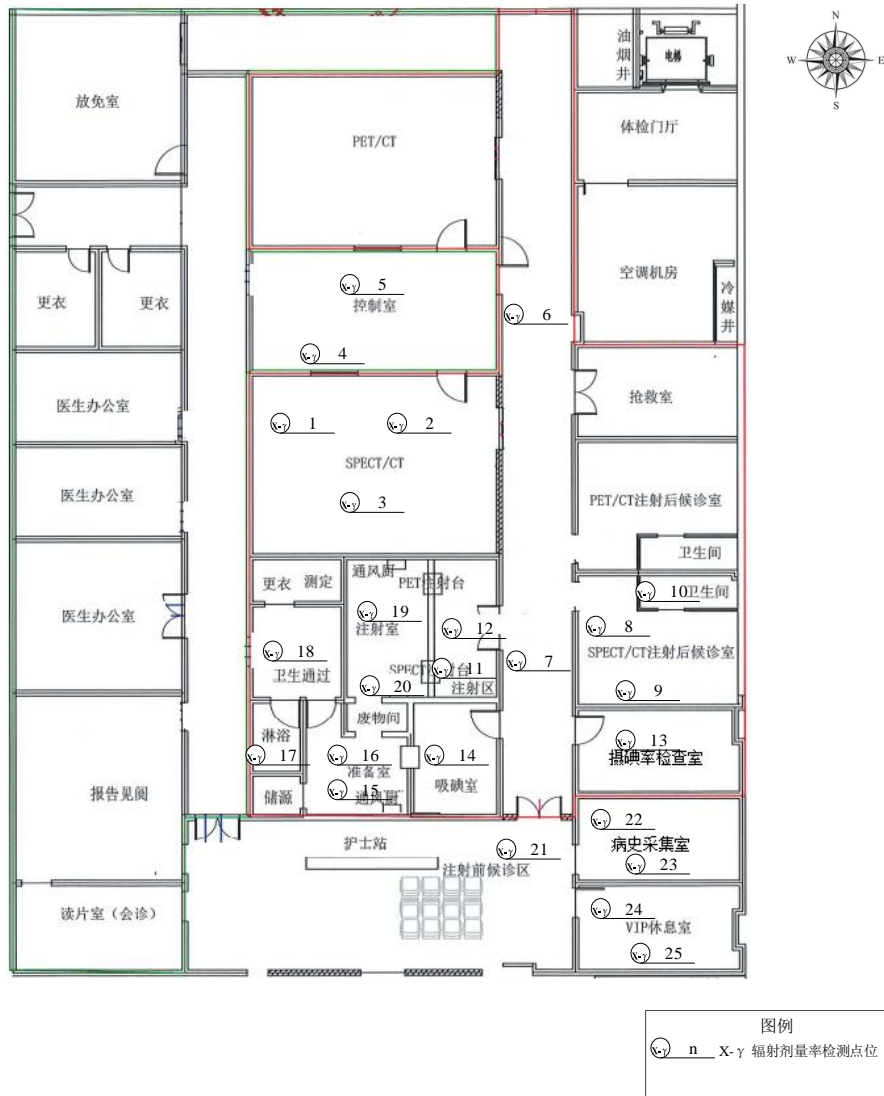 N
W
E
S
油烟井
电梯
放免室
体检门厅
PET/CT
空调机房
冷媒井
更衣
更衣
X-γ 5
控制室
X-γ 6
X-γ 4
医生办公室
抢救室
X-γ 1
X-γ 2
SPECT/CT
X-γ 3
医生办公室
PET/CT注射后候诊室
卫生间
通风厨
更衣
测定
PET注射台
X-γ 10
卫生间
医生办公室
X-γ 19
注射室
X-γ 12
X-γ 8
X-γ 18
X-γ 7
SPECT/CT注射后候诊室
卫生通过
X-γ 11
X-γ 20
注射区
X-γ 9
废物间
淋浴
X-γ 17
X-γ 16
X-γ 14
X-γ 13
摄碘率检查室
准备室
吸碘室
报告见阅
储源
X-γ 15
通风厨
X-γ 22
护士站
X-γ 21
病史采集室
注射前候诊区
X-γ 23
读片室（会诊）
X-γ 24
VIP休息室
X-γ 25
图例
X-γ n X-γ 辐射剂量率检测点位